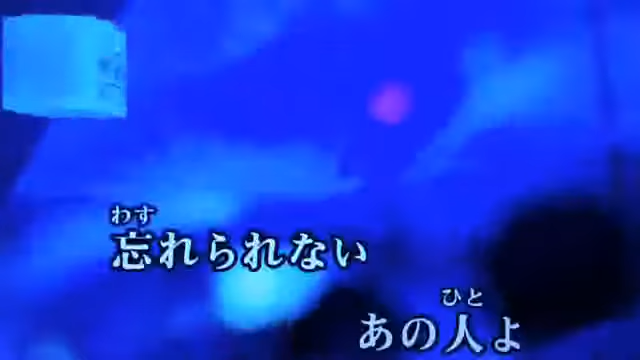 わす
忘れられない
ひと
あの人よ